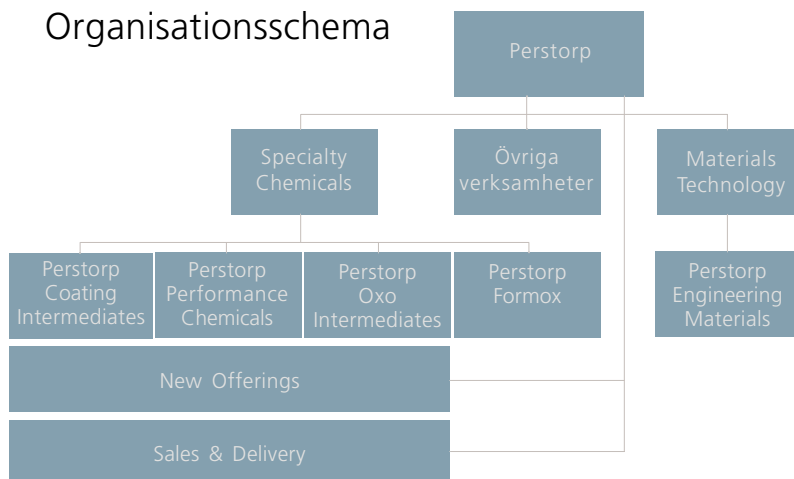 Organisationsschema
Perstorp
Specialty
Chemicals
Övriga
verksamheter
Materials
Technology
Perstorp
Coating
Intermediates
Perstorp
Performance
Chemicals
Perstorp
Oxo
Intermediates
Perstorp
Formox
Perstorp
Engineering
Materials
New Offerings
Sales & Delivery